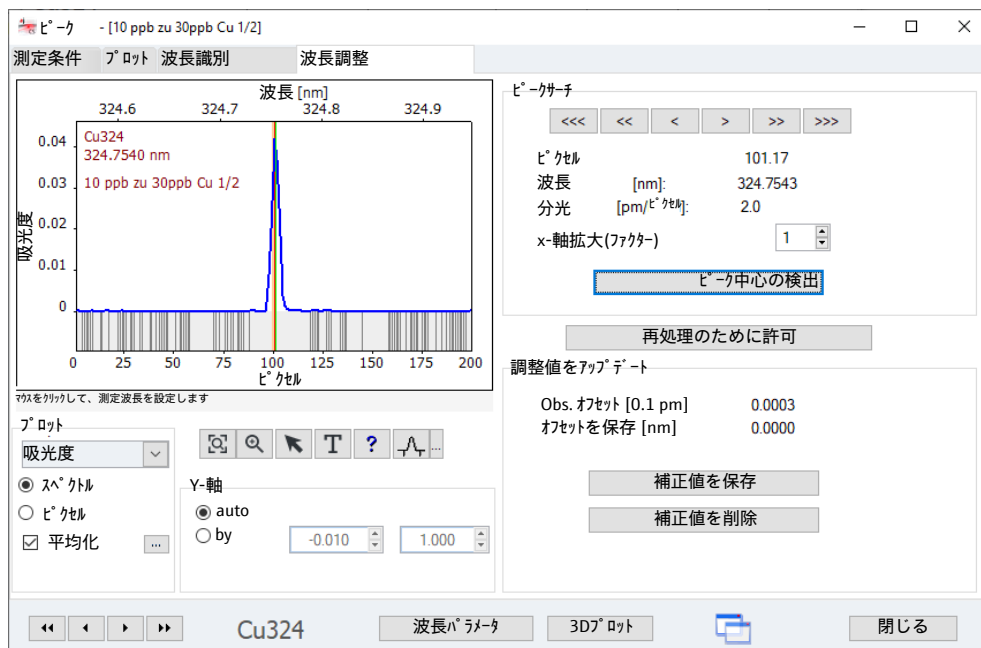 ピーク - [10 ppb zu 30ppb Cu 1/2]
測定条件 プロット 波長識別 波長調整
波長 [nm]
324.6 324.7 324.8 324.9
Cu324
324.7540 nm
10 ppb zu 30ppb Cu 1/2
吸光度
0.04
0.03
0.02
0.01
0
0 25 50 75 100 125 150 175 200
ピクセル
マウスをクリックして、測定波長を設定します
プロット
吸光度
スペクトル
ピクセル
平均化 ...
T ? ...
Y-軸
auto
by -0.010 1.000
ピークサーチ
<<< << < > >> >>>
ピクセル 101.17
波長 [nm]: 324.7543
分光 [pm/ピクセル]: 2.0
x-軸拡大(ファクター) 1
ピーク中心の検出
再処理のために許可
調整値をアップデート
Obs. オフセット [0.1 pm] 0.0003
オフセットを保存 [nm] 0.0000
補正値を保存
補正値を削除
Cu324 波長パラメータ 3Dプロット 閉じる